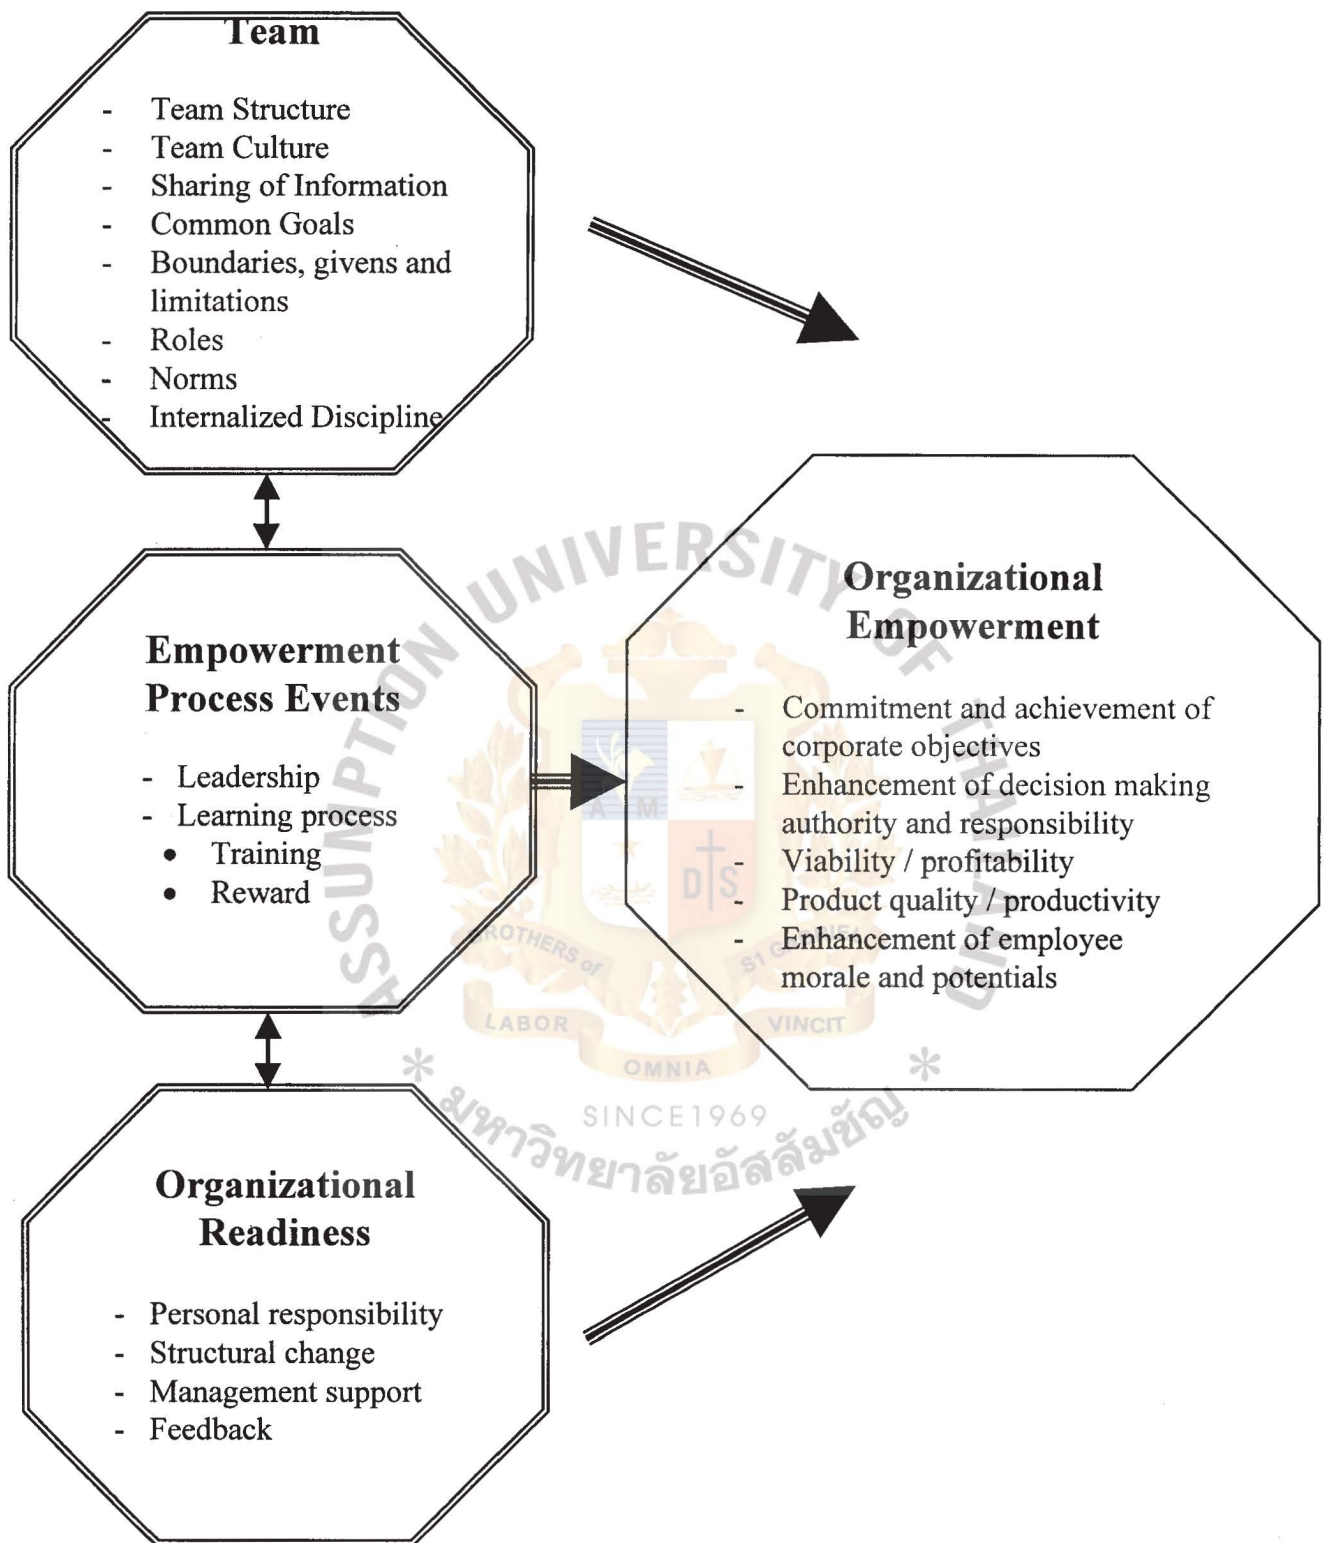 Team
- Team Structure
- Team Culture
- Sharing of Information
- Common Goals
- Boundaries, givens and
limitations
- Roles
- Norms
- Internalized Discipline
Empowerment
Process Events
- Leadership
- Learning process
• Training
• Reward
Organizational
Readiness
- Personal responsibility
- Structural change
- Management support
- Feedback
Organizational
Empowerment
- Commitment and achievement of
corporate objectives
- Enhancement of decision making
authority and responsibility
- Viability / profitability
- Product quality / productivity
- Enhancement of employee
morale and potentials
ASSUMPTION UNIVERSITY OF THAILAND
A M
D S
BROTHERS of
ST GABRIEL
LABOR
OMNIA
VINCIT
SINCE1969
* มหาวิทยาลัยอัสสัมชัญ *